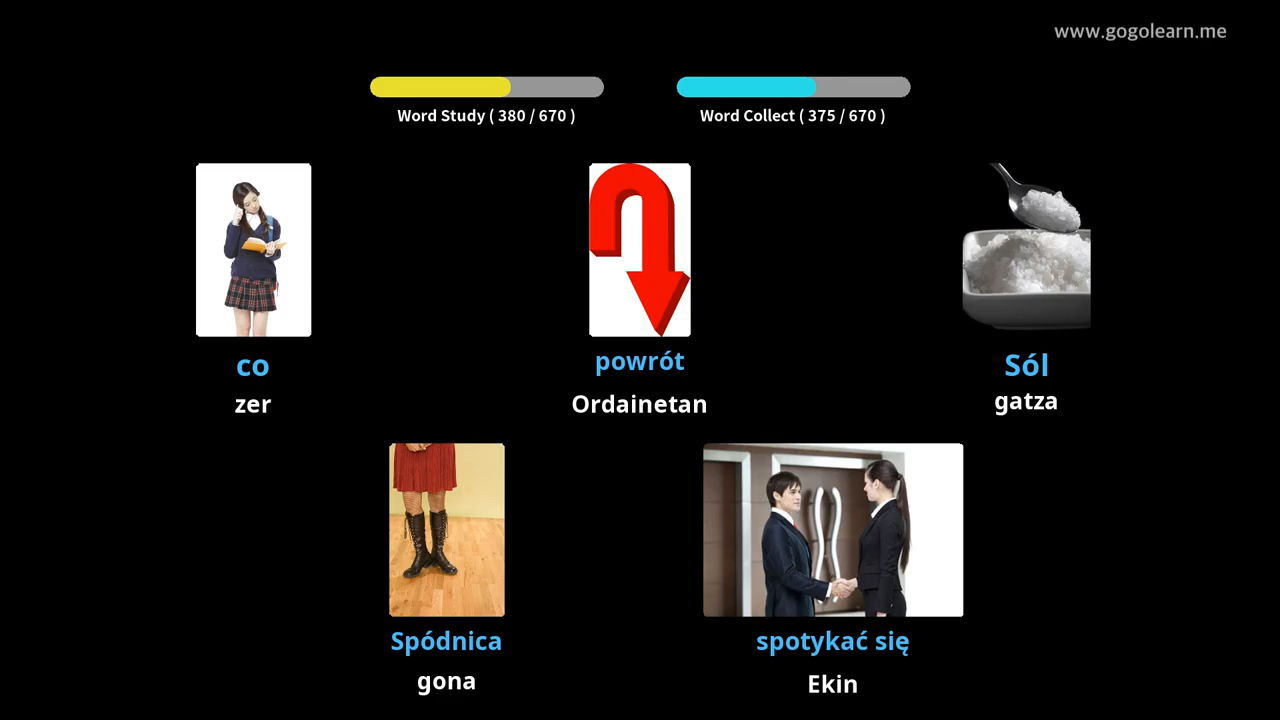 www.gogolearn.me
Word Study ( 380 / 670 )
Word Collect ( 375 / 670 )
co
zer
powrót
Ordainetan
Sól
gatza
Spódnica
gona
spotykać się
Ekin